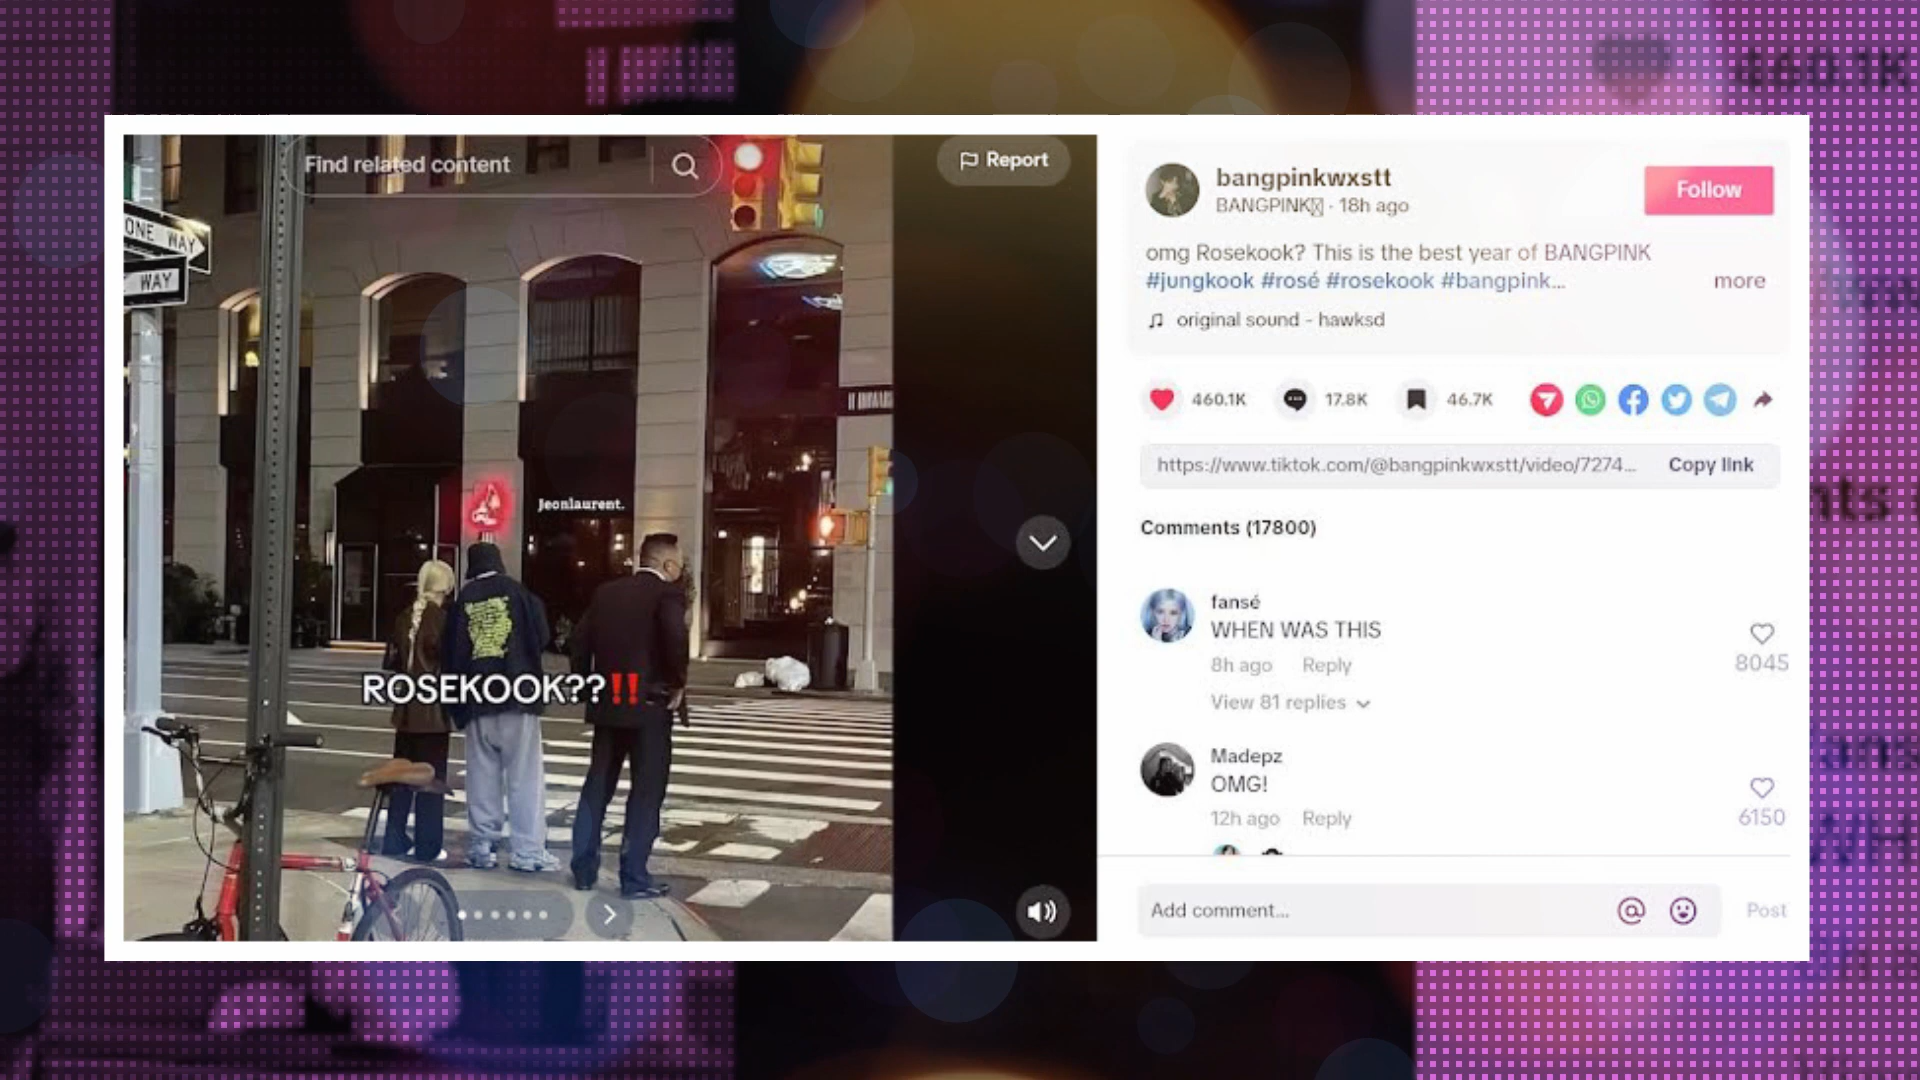 Find related content
Report
ONE WAY
WAY
Jeonlaurent.
ROSEKOOK??‼
bangpinkwxstt
BANGPINK · 18h ago
Follow
omg Rosekook? This is the best year of BANGPINK
#jungkook #rosé #rosekook #bangpink...
more
original sound - hawksd
460.1K
17.8K
46.7K
https://www.tiktok.com/@bangpinkwxstt/video/7274...
Copy link
Comments (17800)
fansé
WHEN WAS THIS
8h ago Reply
8045
View 81 replies
Madepz
OMG!
12h ago Reply
6150
Add comment...
Post